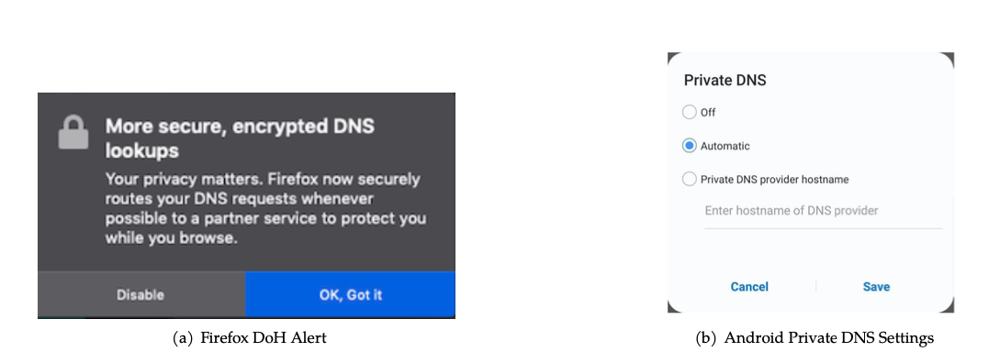 More secure, encrypted DNS
lookups
Your privacy matters. Firefox now securely
routes your DNS requests whenever
possible to a partner service to protect you
while you browse.
Disable
OK, Got it
(a) Firefox DoH Alert
Private DNS
Off
Automatic
Private DNS provider hostname
Enter hostname of DNS provider
Cancel
Save
(b) Android Private DNS Settings